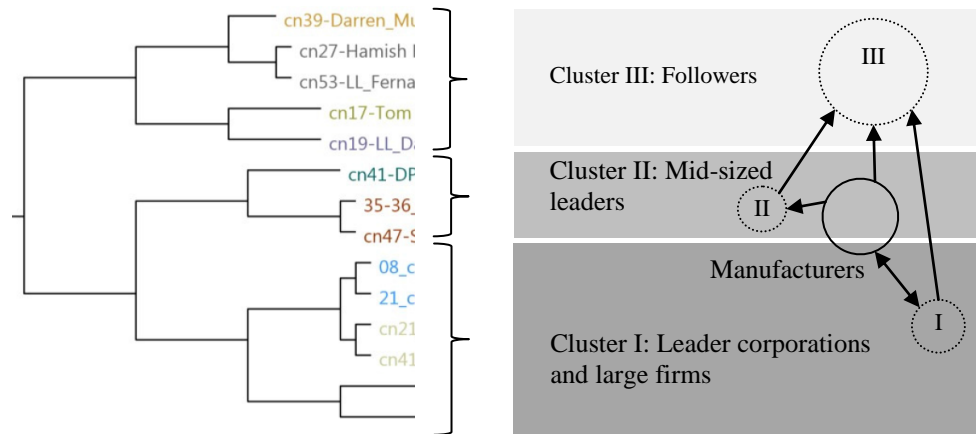 cn39-Darren_Mu
cn27-Hamish
cn53-LL_Ferna
cn17-Tom
cn19-LL_Da
cn41-DP
35-36_
cn47-S
08_c
21_c
cn21
cn41
Cluster III: Followers
III
Cluster II: Mid-sized
leaders
II
Manufacturers
I
Cluster I: Leader corporations
and large firms